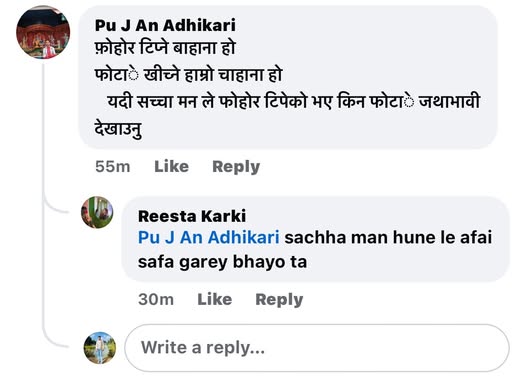 Pu J An Adhikari
फ़ोहोर टिप्ने बाहाना हो
फोटाे खीच्ने हाम्रो चाहाना हो
यदी सच्चा मन ले फोहोर टिपेको भए किन फोटाे जथाभावी
देखाउनु
55m Like Reply
Reesta Karki
Pu J An Adhikari sachha man hune le afai
safa garey bhayo ta
30m Like Reply
Write a reply...